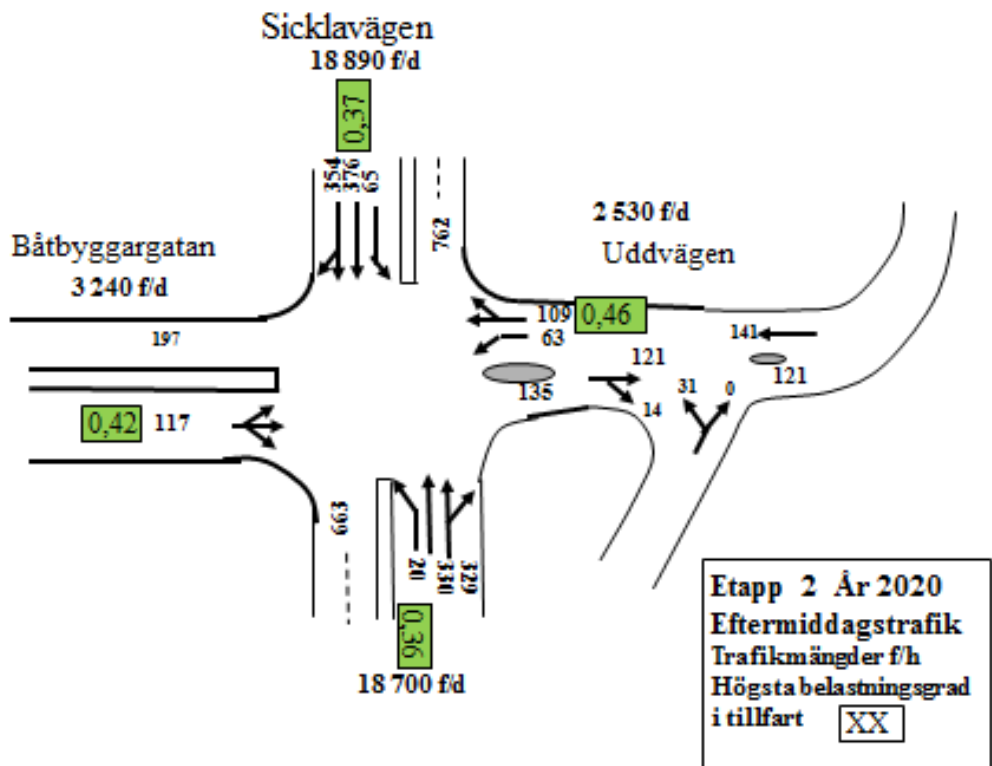 Sicklavägen
18 890 f/d
0,37
354
376
65
762
2 530 f/d
Uddvägen
Båtbyggargatan
3 240 f/d
197
109
0,46
63
141
121
121
135
31
0
14
0,42
117
663
20
330
329
0,36
18 700 f/d
Etapp 2 År 2020
Eftermiddagstrafik
Trafikmängder f/h
Högsta belastningsgrad
i tillfart XX